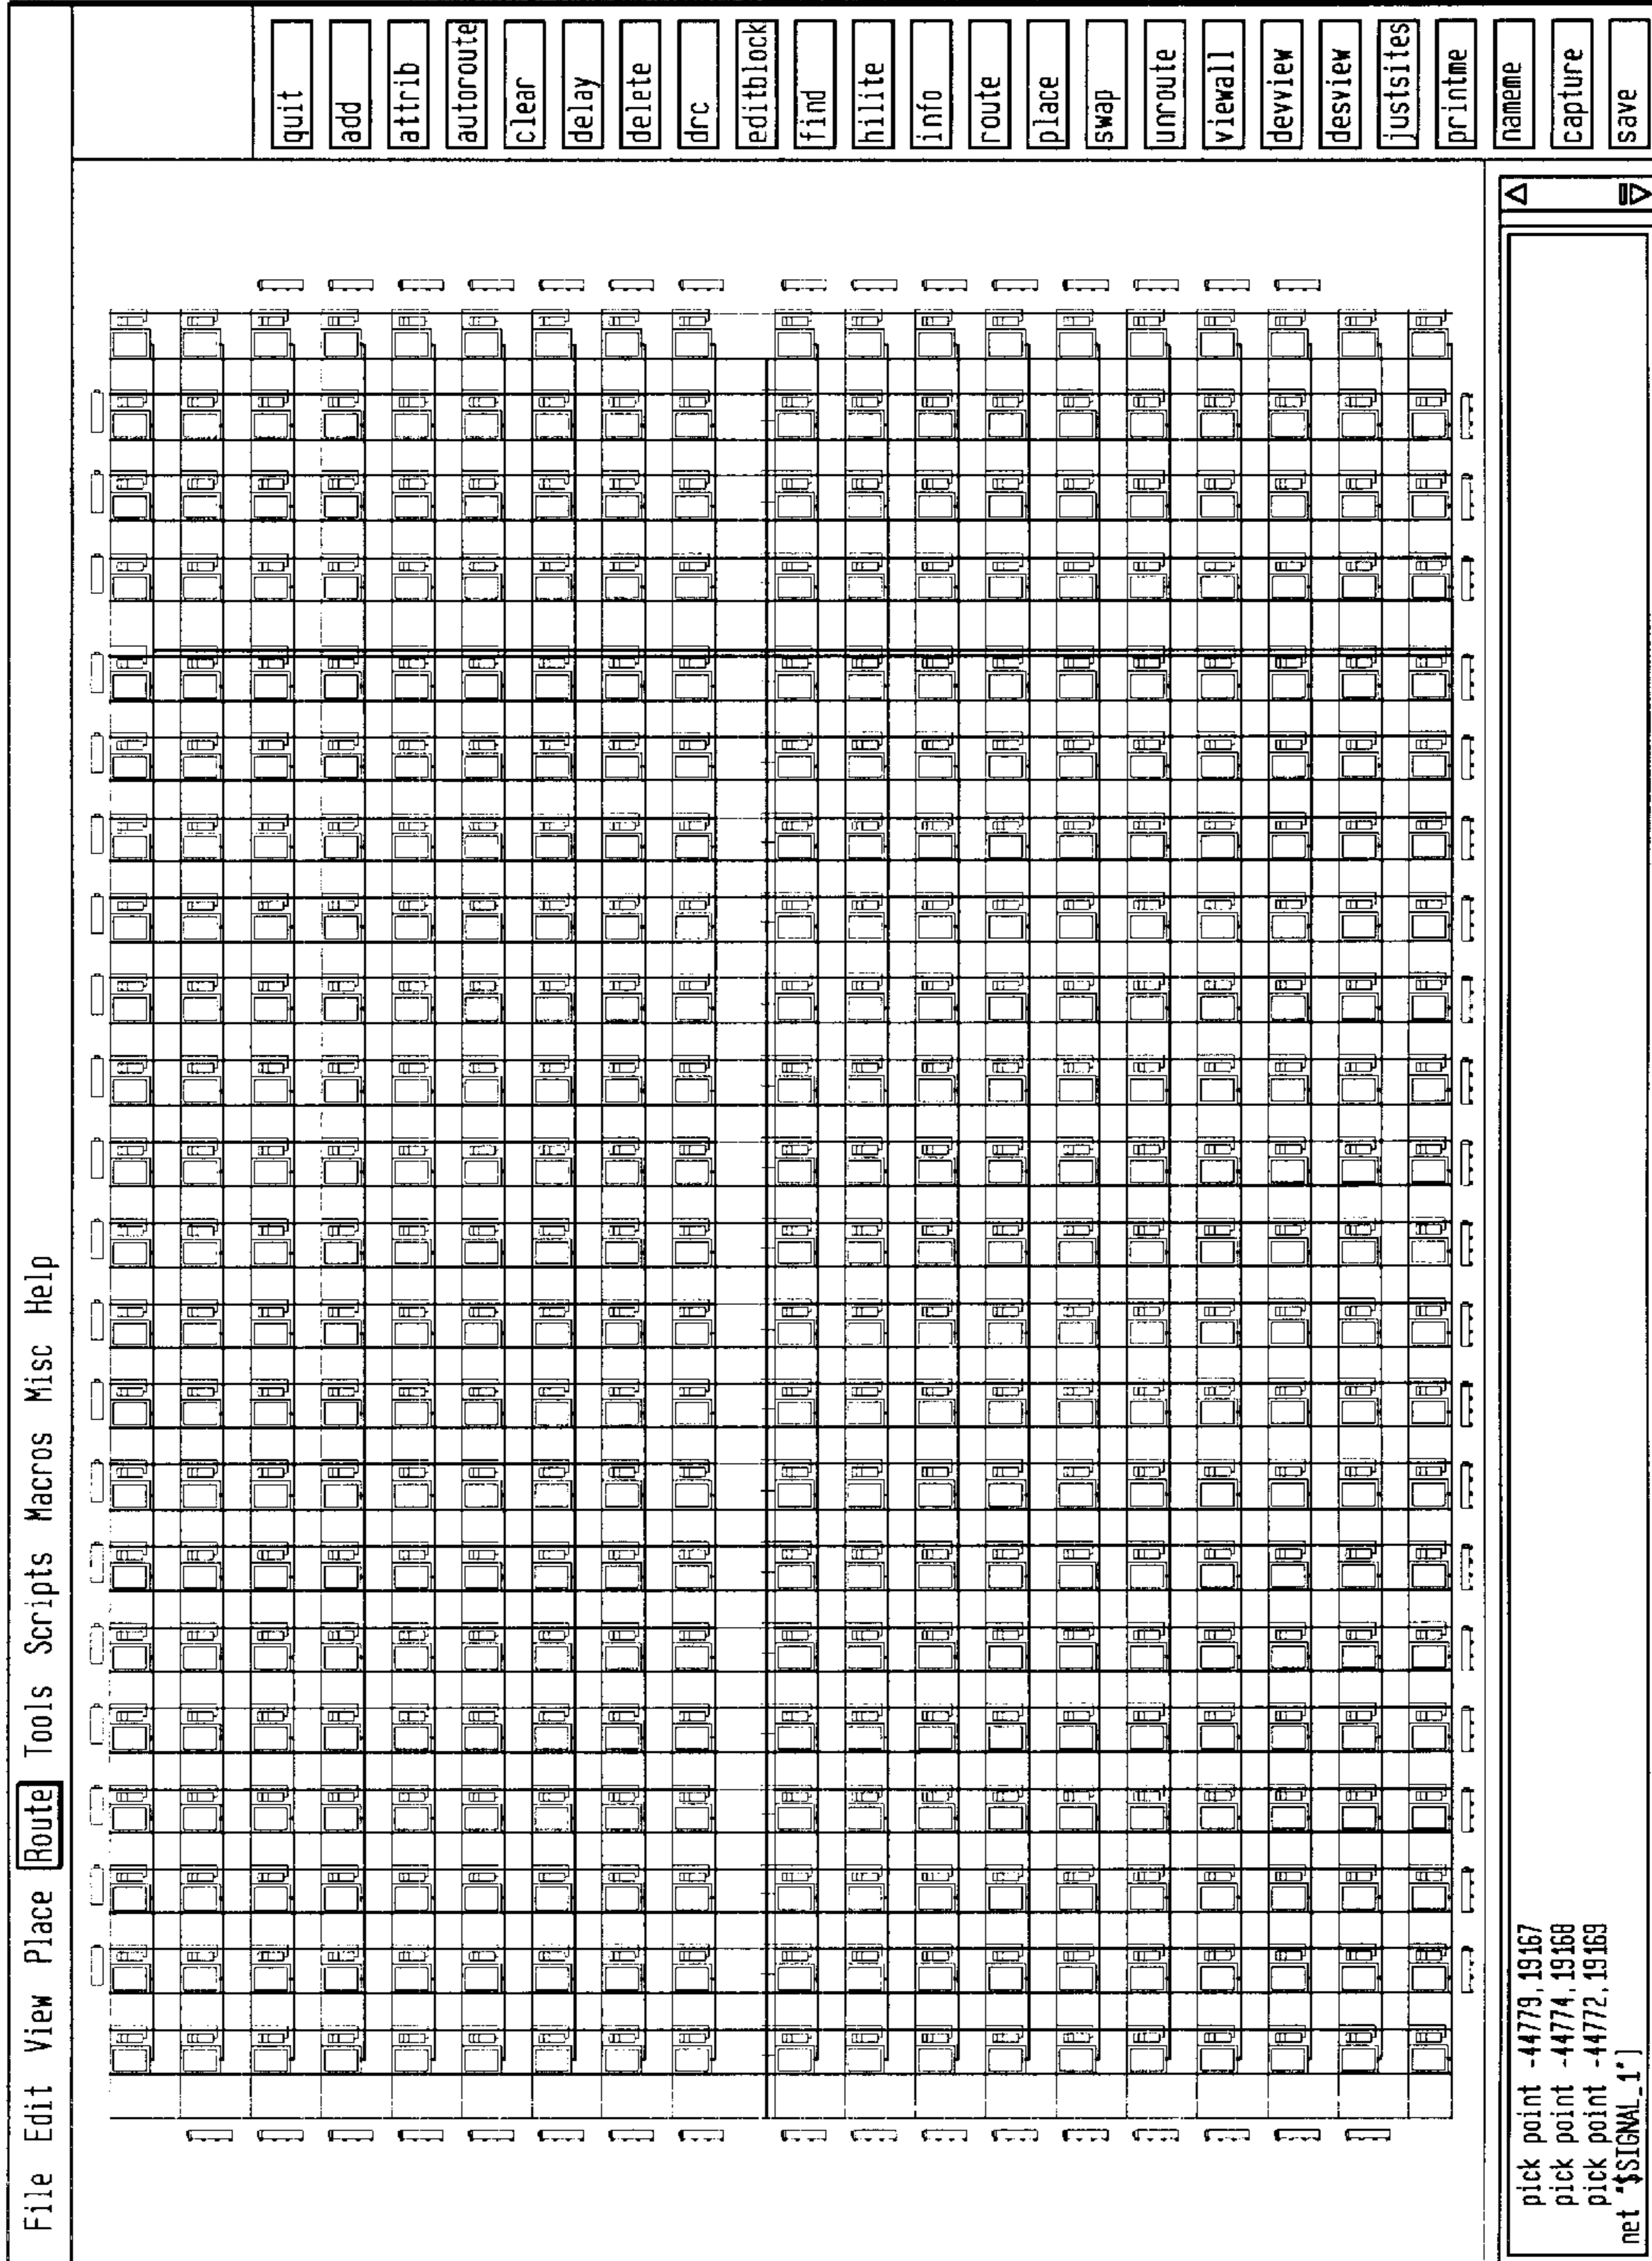 File Edit View Place Route Tools Scripts Macros Misc Help
quit
add
attrib
autoroute
clear
delay
delete
drc
editblock
find
hilite
info
route
place
swap
unroute
viewall
devview
desview
justsites
printme
nameme
capture
save
pick point -44779,19167
pick point -44774,19168
pick point -44772,19169
net "$SIGNAL_1"]